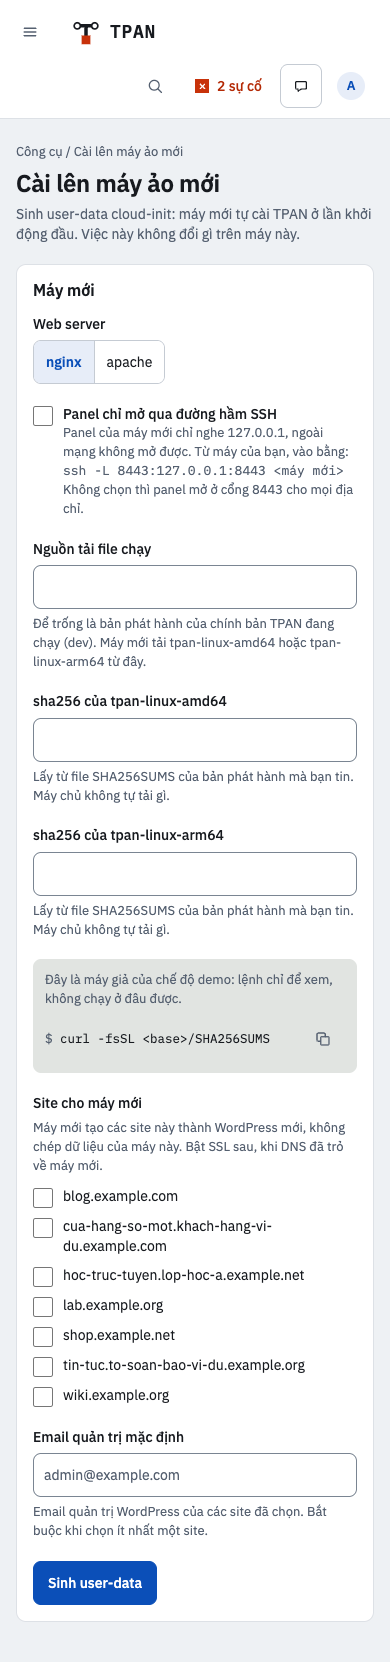 TPAN
2 sự cố
A
Công cụ / Cài lên máy ảo mới
Cài lên máy ảo mới
Sinh user-data cloud-init: máy mới tự cài TPAN ở lần khởi
động đầu. Việc này không đổi gì trên máy này.
Máy mới
Web server
nginx apache
Panel chỉ mở qua đường hầm SSH
Panel của máy mới chỉ nghe 127.0.0.1, ngoài
mạng không mở được. Từ máy của bạn, vào bằng:
ssh -L 8443:127.0.0.1:8443 <máy mới>
Không chọn thì panel mở ở cổng 8443 cho mọi địa
chỉ.
Nguồn tải file chạy
Để trống là bản phát hành của chính bản TPAN đang
chạy (dev). Máy mới tải tpan-linux-amd64 hoặc tpan-
linux-arm64 từ đây.
sha256 của tpan-linux-amd64
Lấy từ file SHA256SUMS của bản phát hành mà bạn tin.
Máy chủ không tự tải gì.
sha256 của tpan-linux-arm64
Lấy từ file SHA256SUMS của bản phát hành mà bạn tin.
Máy chủ không tự tải gì.
Đây là máy giả của chế độ demo: lệnh chỉ để xem,
không chạy ở đâu được.
$ curl -fsSL <base>/SHA256SUMS
Site cho máy mới
Máy mới tạo các site này thành WordPress mới, không
chép dữ liệu của máy này. Bật SSL sau, khi DNS đã trỏ
về máy mới.
blog.example.com
cua-hang-so-mot.khach-hang-vi-
du.example.com
hoc-truc-tuyen.lop-hoc-a.example.net
lab.example.org
shop.example.net
tin-tuc.to-soan-bao-vi-du.example.org
wiki.example.org
Email quản trị mặc định
admin@example.com
Email quản trị WordPress của các site đã chọn. Bắt
buộc khi chọn ít nhất một site.
Sinh user-data